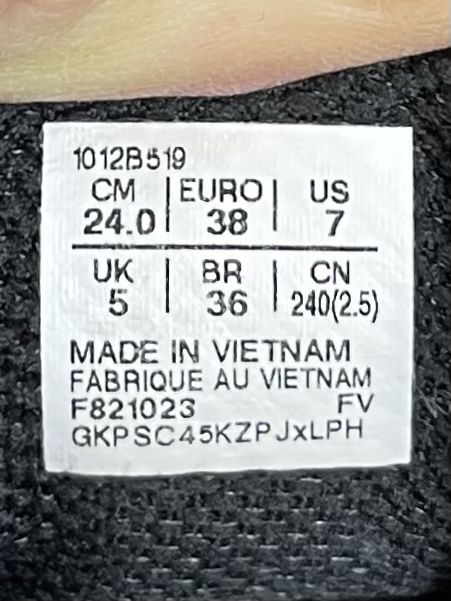 1012B519
CM EURO US
24.0 38 7
UK BR CN
5 36 240(2.5)
MADE IN VIETNAM
FABRIQUE AU VIETNAM
F821023 FV
GKPSC45KZPJxLPH